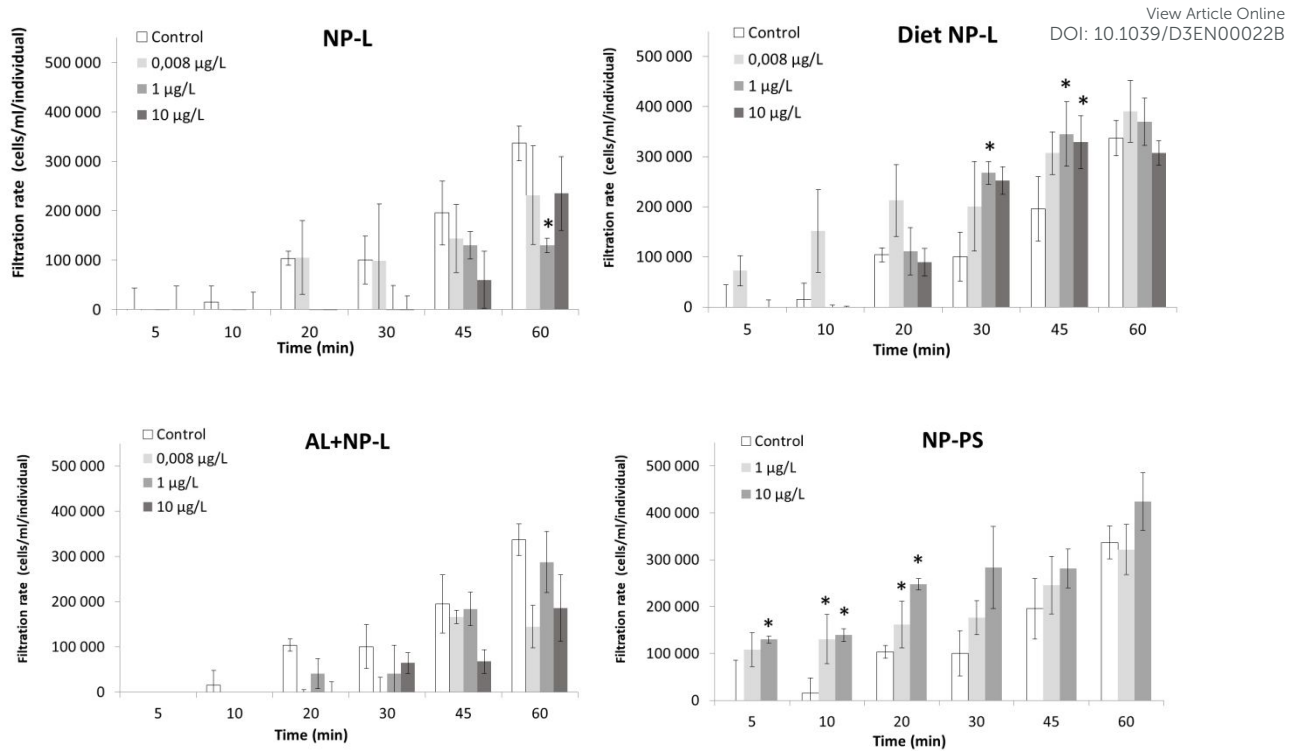 View Article Online
DOI: 10.1039/D3EN00022B
NP-L
Control
0,008 µg/L
1 µg/L
10 µg/L
Filtration rate (cells/ml/individual)
500 000
400 000
300 000
200 000
100 000
0
*
5 10 20 30 45 60
Time (min)
Diet NP-L
Control
0,008 µg/L
1 µg/L
10 µg/L
Filtration rate (cells/ml/individual)
500 000
400 000
300 000
200 000
100 000
0
* * *
5 10 20 30 45 60
Time (min)
AL+NP-L
Control
0,008 µg/L
1 µg/L
10 µg/L
Filtration rate (cells/ml/individual)
500 000
400 000
300 000
200 000
100 000
0
5 10 20 30 45 60
Time (min)
NP-PS
Control
1 µg/L
10 µg/L
Filtration rate (cells/ml/individual)
500 000
400 000
300 000
200 000
100 000
0
* * * * *
5 10 20 30 45 60
Time (min)